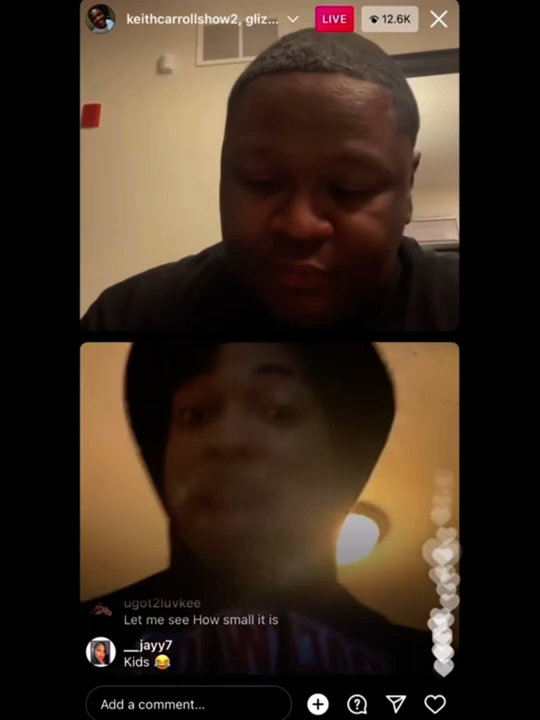 keithcarrollshow2, gliz...
LIVE
12.6K
ugot2luvkee
Let me see How small it is
__jayy7
Kids 😂
Add a comment...